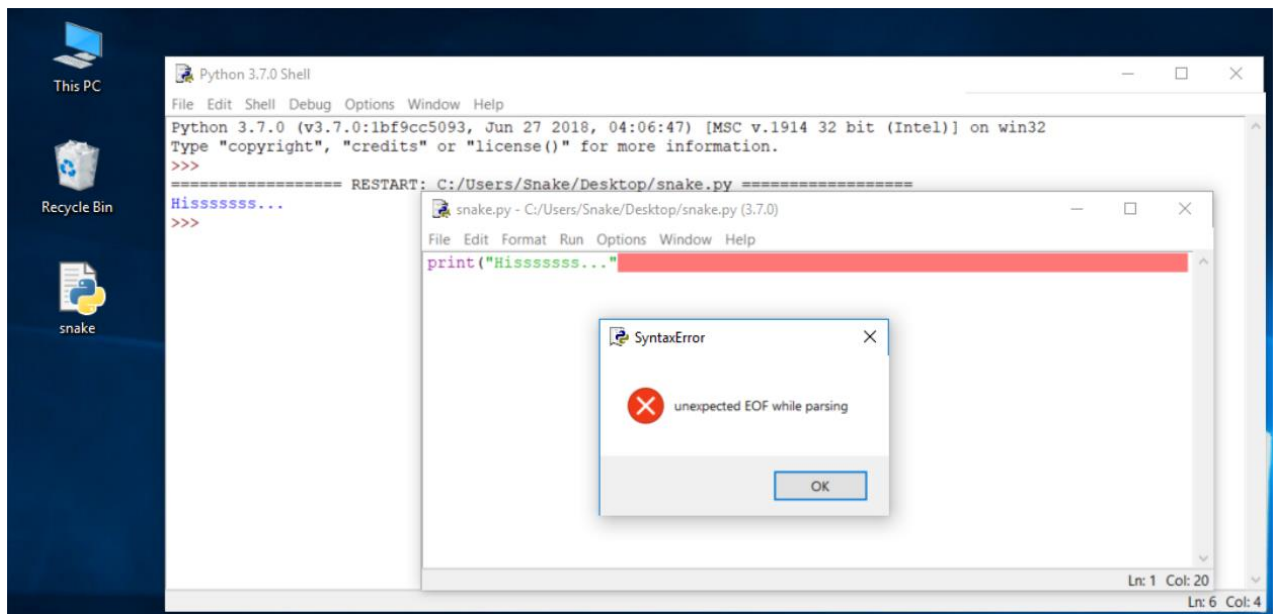 This PC
Recycle Bin
snake
Python 3.7.0 Shell
File Edit Shell Debug Options Window Help
Python 3.7.0 (v3.7.0:1bf9cc5093, Jun 27 2018, 04:06:47) [MSC v.1914 32 bit (Intel)] on win32
Type "copyright", "credits" or "license()" for more information.
>>>
================== RESTART: C:/Users/Snake/Desktop/snake.py ==================
Hisssssss...
>>>
snake.py - C:/Users/Snake/Desktop/snake.py (3.7.0)
File Edit Format Run Options Window Help
print("Hisssssss..."
SyntaxError
unexpected EOF while parsing
OK
Ln: 1 Col: 20
Ln: 6 Col: 4